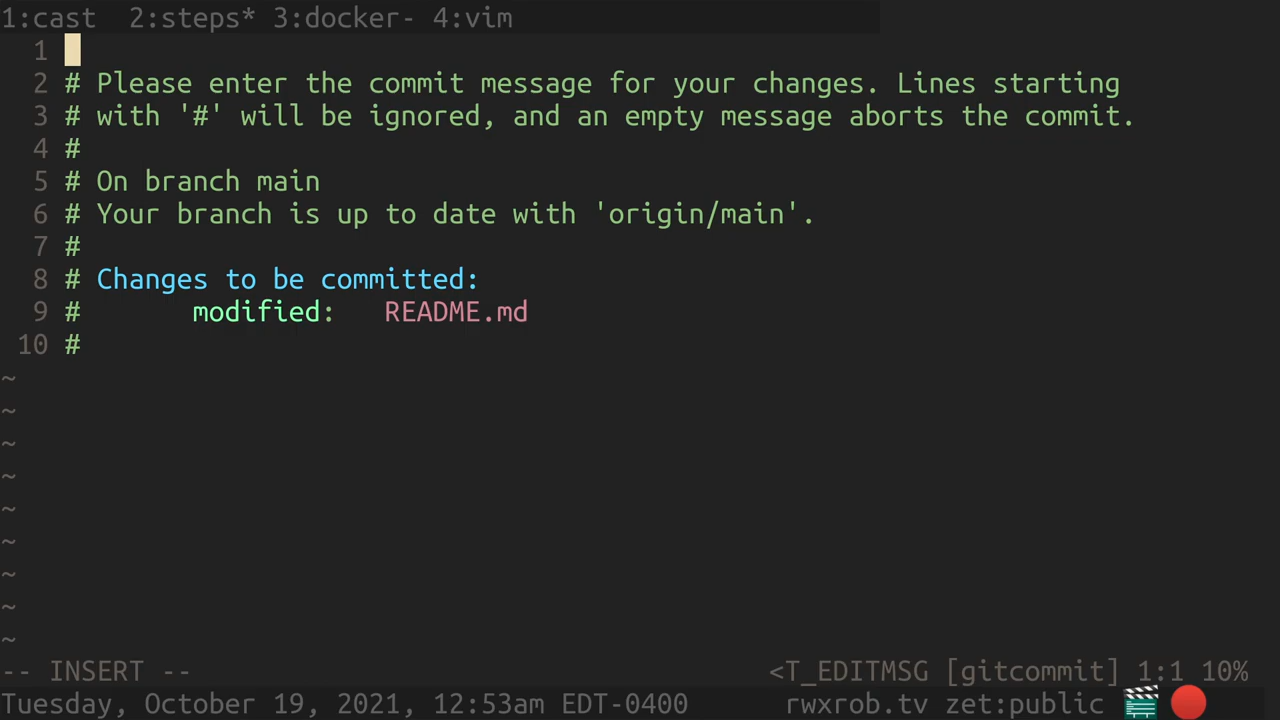 1:cast  2:steps* 3:docker- 4:vim
1
2 # Please enter the commit message for your changes. Lines starting
3 # with '#' will be ignored, and an empty message aborts the commit.
4 #
5 # On branch main
6 # Your branch is up to date with 'origin/main'.
7 #
8 # Changes to be committed:
9 #       modified:   README.md
10 #
~
~
~
~
~
~
~
~
~
-- INSERT -- <T_EDITMSG [gitcommit] 1:1 10%
Tuesday, October 19, 2021, 12:53am EDT-0400 rwxrob.tv zet:public 🎬 🔴